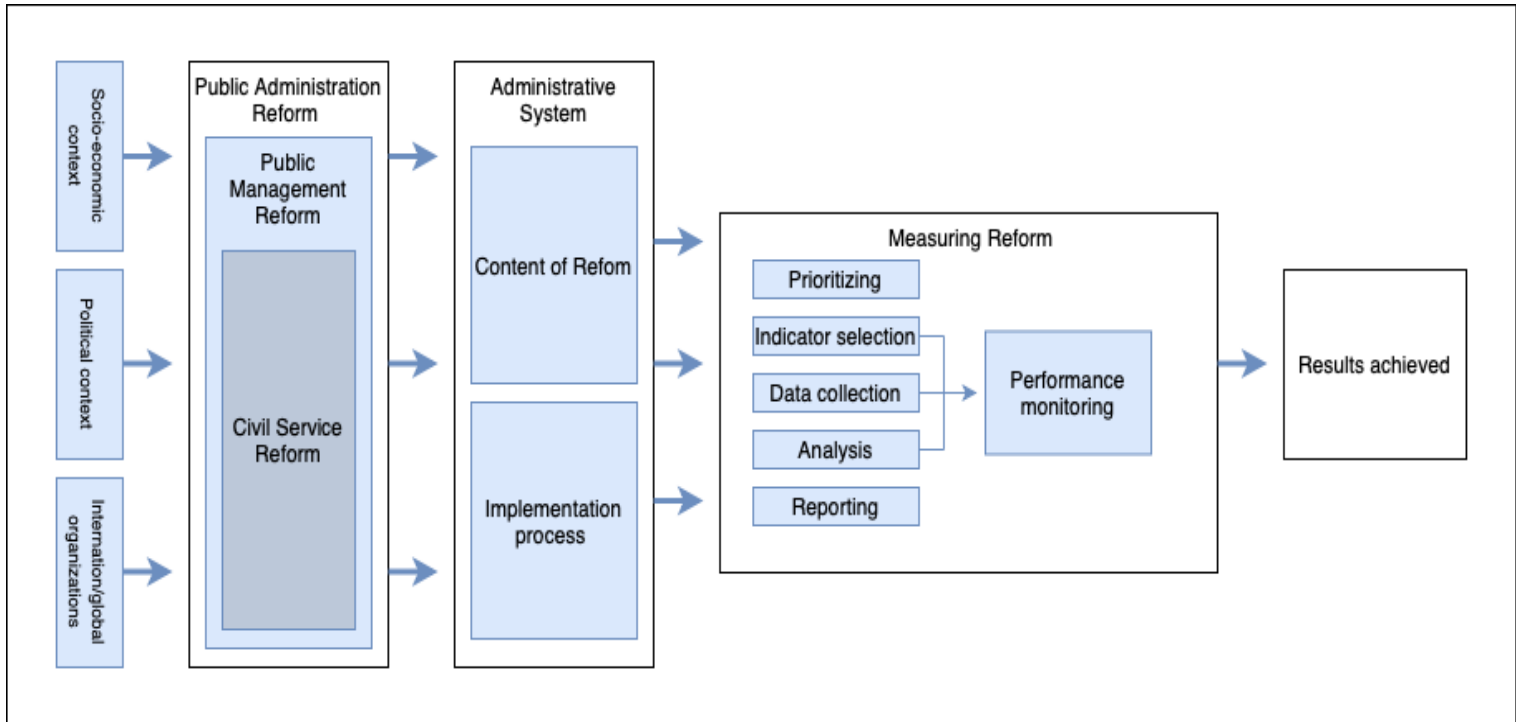 Socio-economic
context
Political context
Internation/global
organizations
Public Administration
Reform
Public
Management
Reform
Civil Service
Reform
Administrative
System
Content of Refom
Implementation
process
Measuring Reform
Prioritizing
Indicator selection
Data collection
Analysis
Reporting
Performance
monitoring
Results achieved